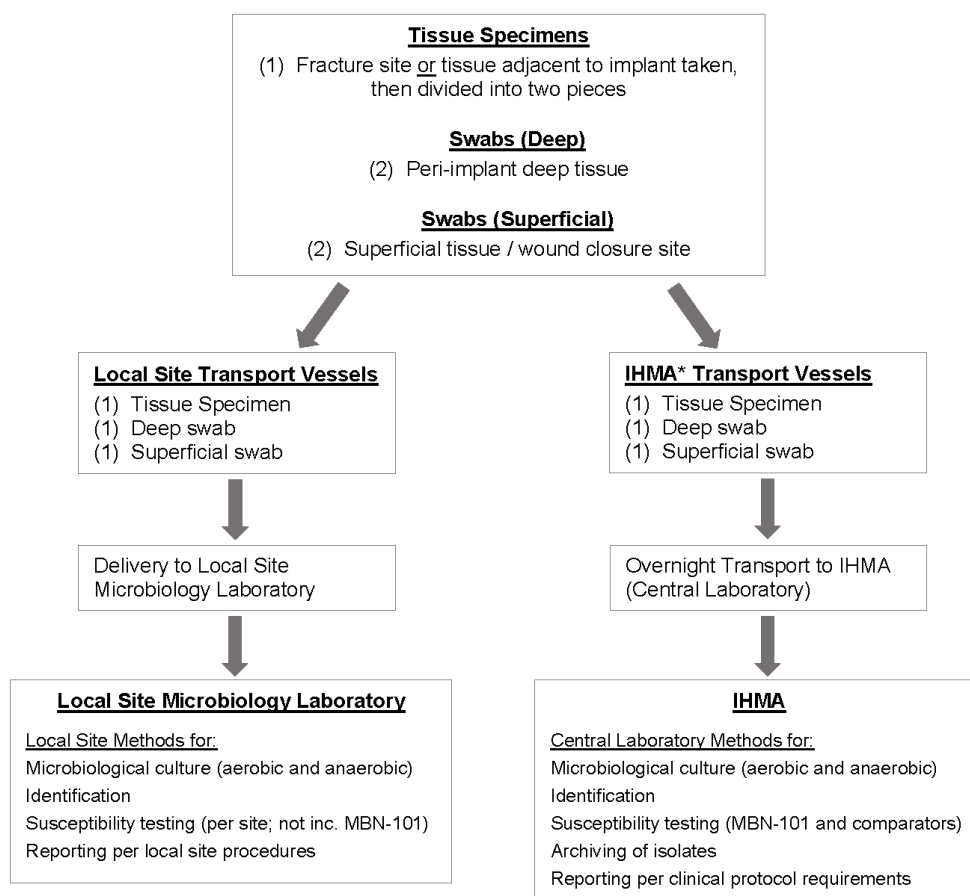 Tissue Specimens
(1) Fracture site or tissue adjacent to implant taken,
then divided into two pieces
Swabs (Deep)
(2) Peri-implant deep tissue
Swabs (Superficial)
(2) Superficial tissue / wound closure site
Local Site Transport Vessels
(1) Tissue Specimen
(1) Deep swab
(1) Superficial swab
IHMA* Transport Vessels
(1) Tissue Specimen
(1) Deep swab
(1) Superficial swab
Delivery to Local Site
Microbiology Laboratory
Overnight Transport to IHMA
(Central Laboratory)
Local Site Microbiology Laboratory
Local Site Methods for:
Microbiological culture (aerobic and anaerobic)
Identification
Susceptibility testing (per site; not inc. MBN-101)
Reporting per local site procedures
IHMA
Central Laboratory Methods for:
Microbiological culture (aerobic and anaerobic)
Identification
Susceptibility testing (MBN-101 and comparators)
Archiving of isolates
Reporting per clinical protocol requirements